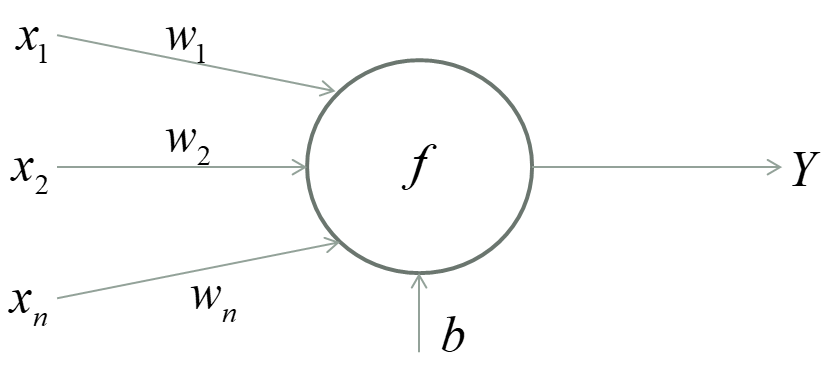 x₁
w₁
x₂
w₂
f
Y
xₙ
wₙ
b